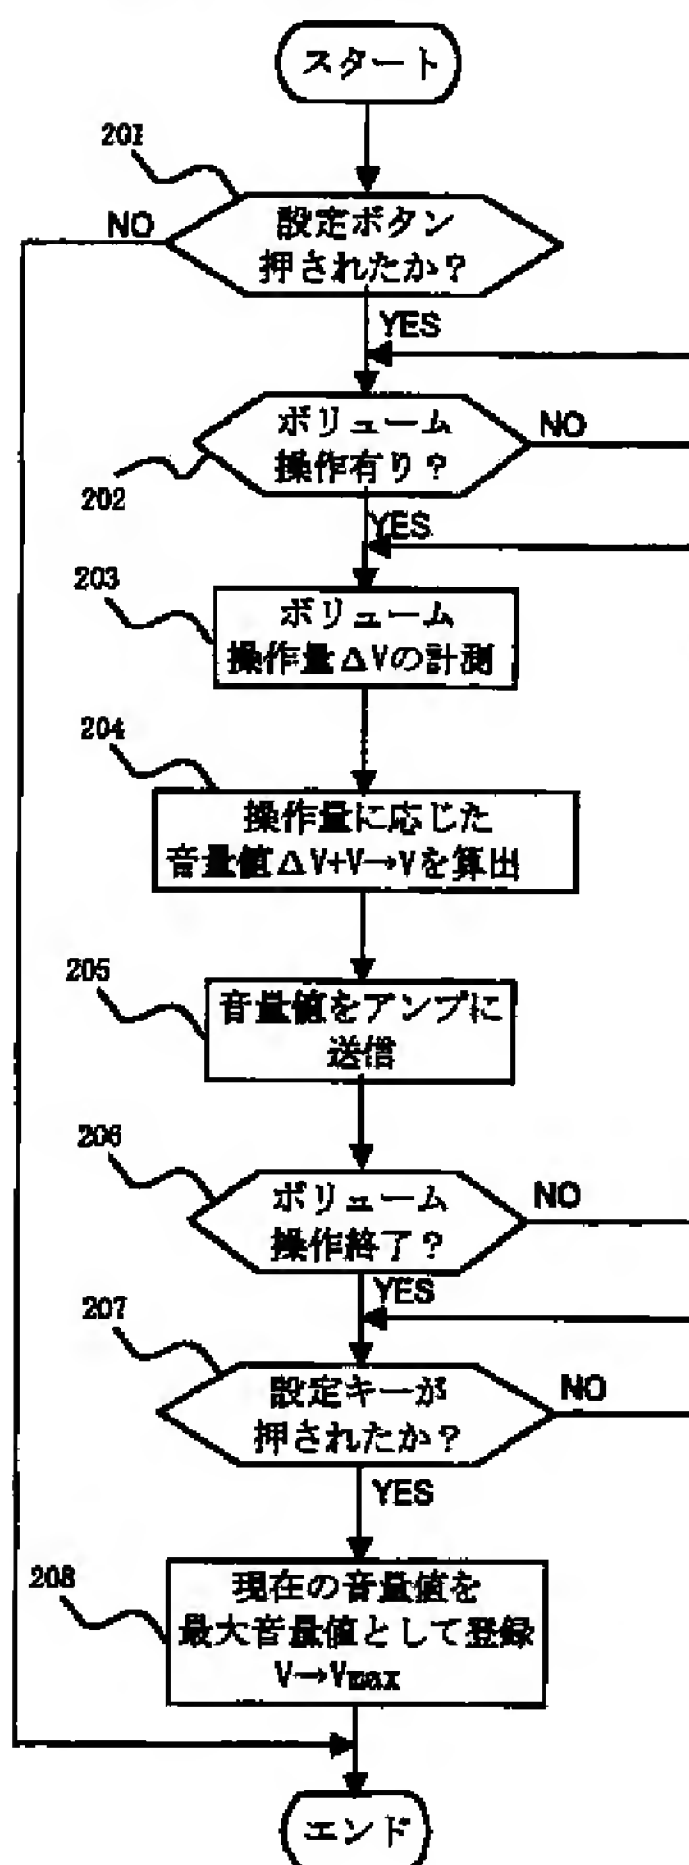 スタート
201
NO
設定ボタン
押されたか？
YES
ボリューム
操作有り？
NO
202
YES
203
ボリューム
操作量ΔVの計測
204
操作量に応じた
音量値ΔV+V→Vを算出
205
音量値をアンプに
送信
206
ボリューム
操作終了？
NO
YES
207
設定キーが
押されたか？
NO
YES
208
現在の音量値を
最大音量値として登録
V→Vmax
エンド